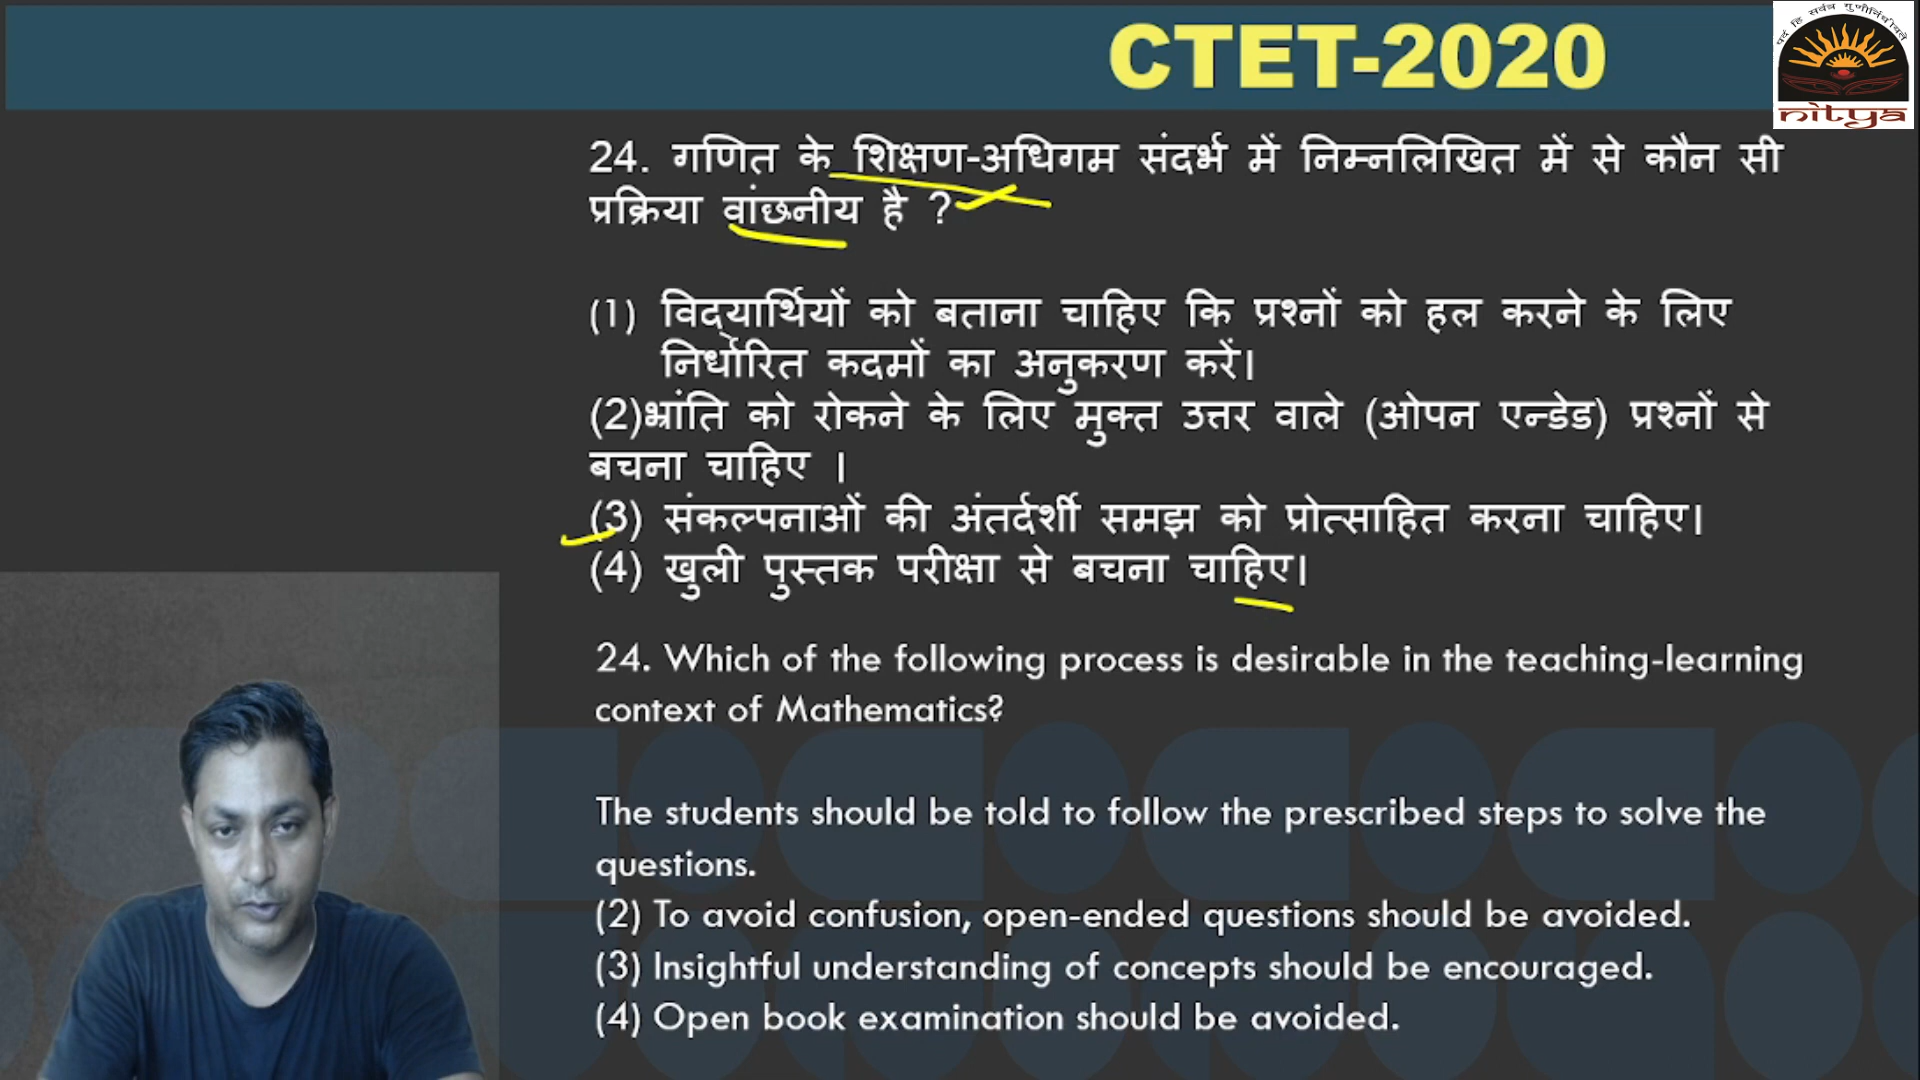 CTET-2020
पदं हि सर्वत्र गुणैर्निधीयते
nitya
24. गणित के शिक्षण-अधिगम संदर्भ में निम्नलिखित में से कौन सी
प्रक्रिया वांछनीय है ?
(1) विद्यार्थियों को बताना चाहिए कि प्रश्नों को हल करने के लिए
निर्धारित कदमों का अनुकरण करें।
(2)भ्रांति को रोकने के लिए मुक्त उत्तर वाले (ओपन एन्डेड) प्रश्नों से
बचना चाहिए ।
(3) संकल्पनाओं की अंतर्दर्शी समझ को प्रोत्साहित करना चाहिए।
(4) खुली पुस्तक परीक्षा से बचना चाहिए।
24. Which of the following process is desirable in the teaching-learning
context of Mathematics?
The students should be told to follow the prescribed steps to solve the
questions.
(2) To avoid confusion, open-ended questions should be avoided.
(3) Insightful understanding of concepts should be encouraged.
(4) Open book examination should be avoided.